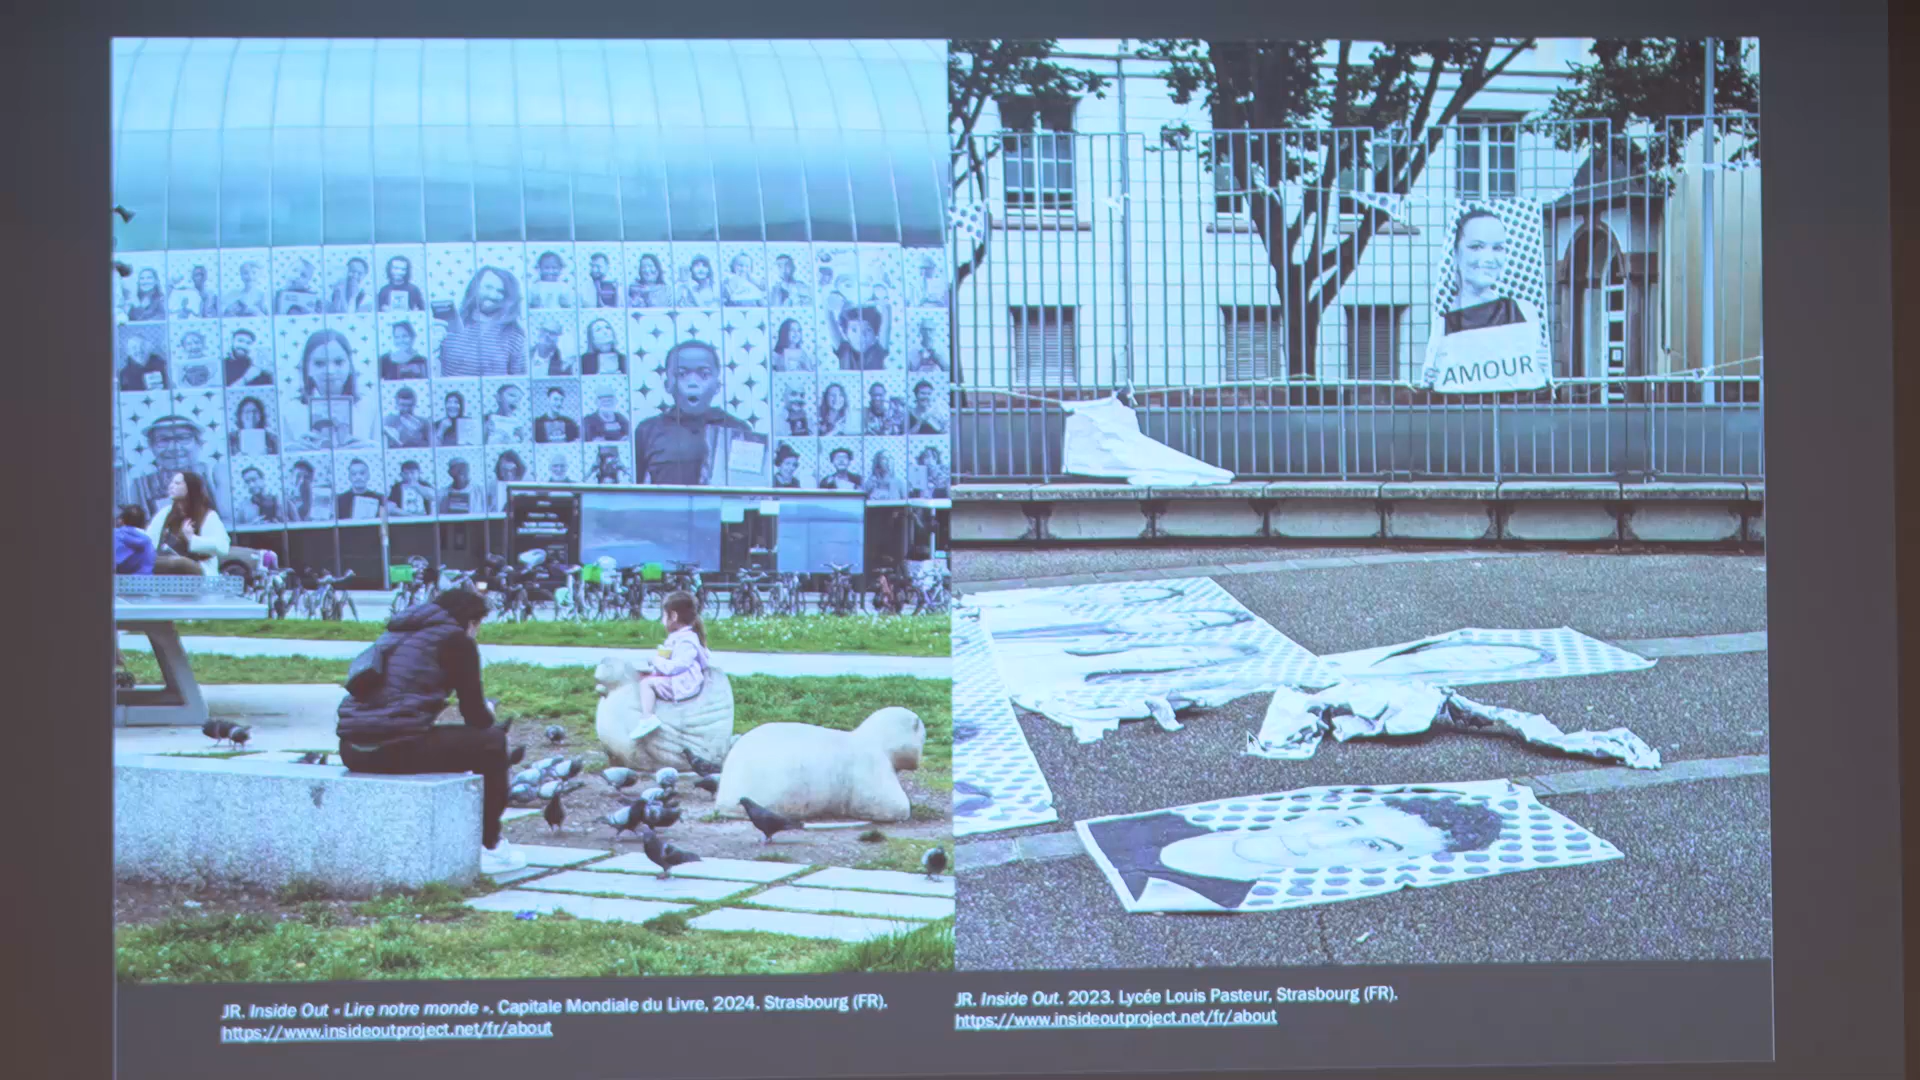 AMOUR
JR. Inside Out « Lire notre monde ». Capitale Mondiale du Livre, 2024. Strasbourg (FR).
https://www.insideoutproject.net/fr/about
JR. Inside Out. 2023. Lycée Louis Pasteur, Strasbourg (FR).
https://www.insideoutproject.net/fr/about